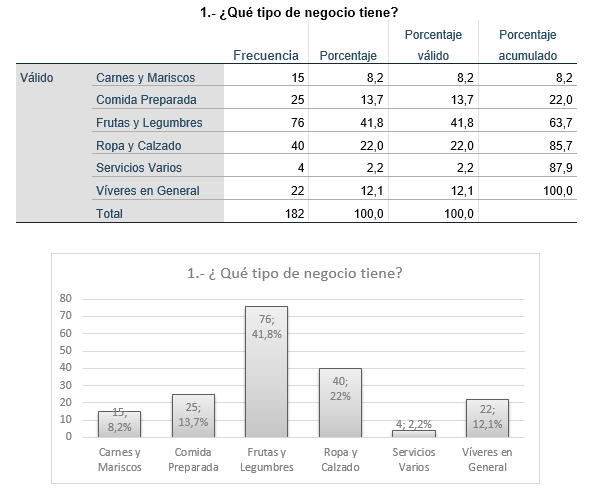 1.- ¿Qué tipo de negocio tiene?
Frecuencia Porcentaje Porcentaje válido Porcentaje acumulado
Válido Carnes y Mariscos 15 8,2 8,2 8,2
Comida Preparada 25 13,7 13,7 22,0
Frutas y Legumbres 76 41,8 41,8 63,7
Ropa y Calzado 40 22,0 22,0 85,7
Servicios Varios 4 2,2 2,2 87,9
Víveres en General 22 12,1 12,1 100,0
Total 182 100,0 100,0
1.- ¿ Qué tipo de negocio tiene?
80
70
60
50
40
30
20
10
0
15;
8,2%
25;
13,7%
76;
41,8%
40;
22%
4; 2,2%
22;
12,1%
Carnes y
Mariscos
Comida
Preparada
Frutas y
Legumbres
Ropa y
Calzado
Servicios
Varios
Víveres en
General